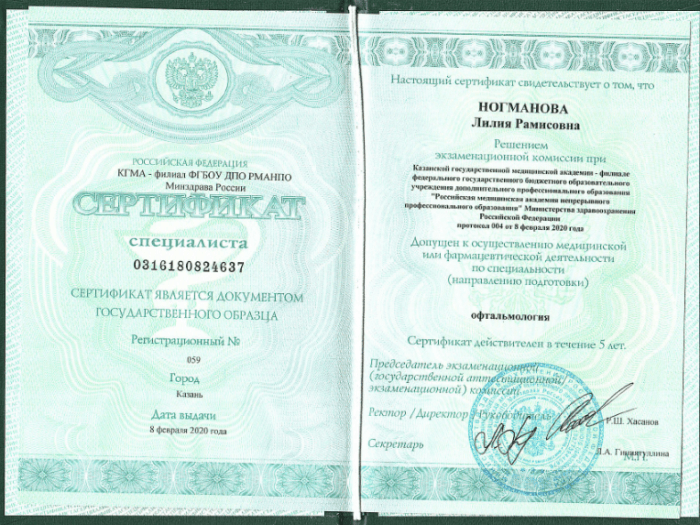 РОССИЙСКАЯ ФЕДЕРАЦИЯ
КГМА - филиал ФГБОУ ДПО РМАНПО
Минздрава России
СЕРТИФИКАТ
специалиста
0316180824637
СЕРТИФИКАТ ЯВЛЯЕТСЯ ДОКУМЕНТОМ
ГОСУДАРСТВЕННОГО ОБРАЗЦА
Регистрационный №
059
Город
Казань
Дата выдачи
8 февраля 2020 года
Настоящий сертификат свидетельствует о том, что
НОГМАНОВА
Лилия Рамисовна
Решением
экзаменационной комиссии при
Казанской государственной медицинской академия - филиале
федерального государственного бюджетного образовательного
учреждения дополнительного профессионального образования
"Российская медицинская академия непрерывного
профессионального образования" Министерства здравоохранения
Российской Федерации
протокол 004 от 8 февраля 2020 года
Допущен к осуществлению медицинской
или фармацевтической деятельности
по специальности
(направлению подготовки)
офтальмология
Сертификат действителен в течение 5 лет.
Председатель экзаменационной
(государственной аттестационной/
экзаменационной) комиссии
Ректор /Директор / Руководитель
Р.Ш. Хасанов
Секретарь
М.П.